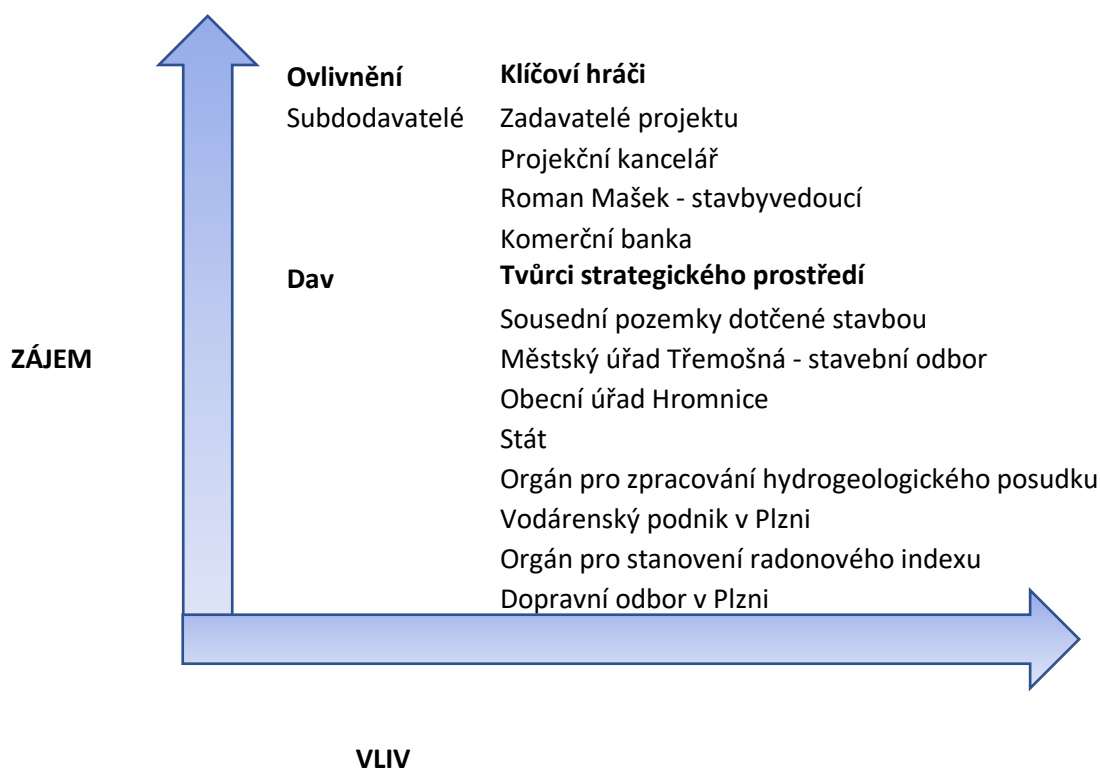 Ovlivnění Klíčoví hráči
Subdodavatelé Zadavatelé projektu
Projekční kancelář
Roman Mašek - stavbyvedoucí
Komerční banka
Dav Tvůrci strategického prostředí
Sousední pozemky dotčené stavbou
ZÁJEM Městský úřad Třemošná - stavební odbor
Obecní úřad Hromnice
Stát
Orgán pro zpracování hydrogeologického posudku
Vodárenský podnik v Plzni
Orgán pro stanovení radonového indexu
Dopravní odbor v Plzni
VLIV